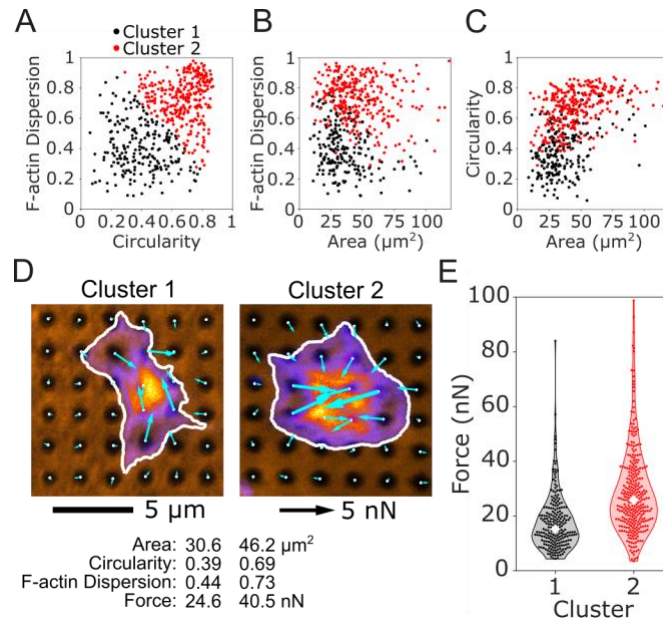 A
B
C
Cluster 1
Cluster 2
F-actin Dispersion
1
0.8
0.6
0.4
0.2
0
0 0.20.40.60.8 1
Circularity
F-actin Dispersion
1
0.8
0.6
0.4
0.2
0
0 25 50 75 100
Area (µm²)
Circularity
1
0.8
0.6
0.4
0.2
0
0 25 50 75 100
Area (µm²)
D
Cluster 1 Cluster 2
5 µm
5 nN
Area: 30.6 46.2 µm²
Circularity: 0.39 0.69
F-actin Dispersion: 0.44 0.73
Force: 24.6 40.5 nN
E
Force (nN)
100
80
60
40
20
0
1 2
Cluster